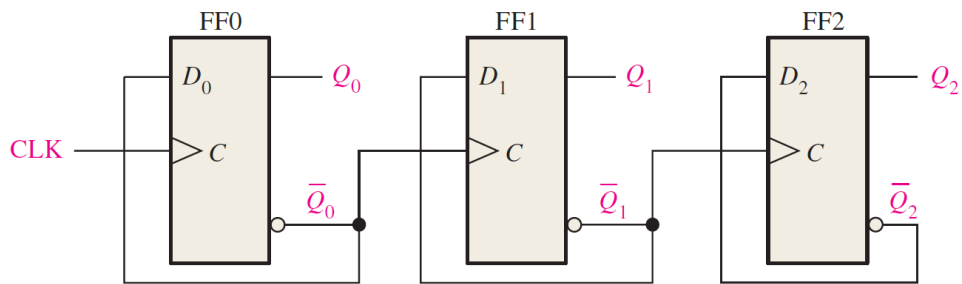 FF0 FF1 FF2
D₀ Q₀ D₁ Q₁ D₂ Q₂
CLK C C C
Q̅₀ Q̅₁ Q̅₂